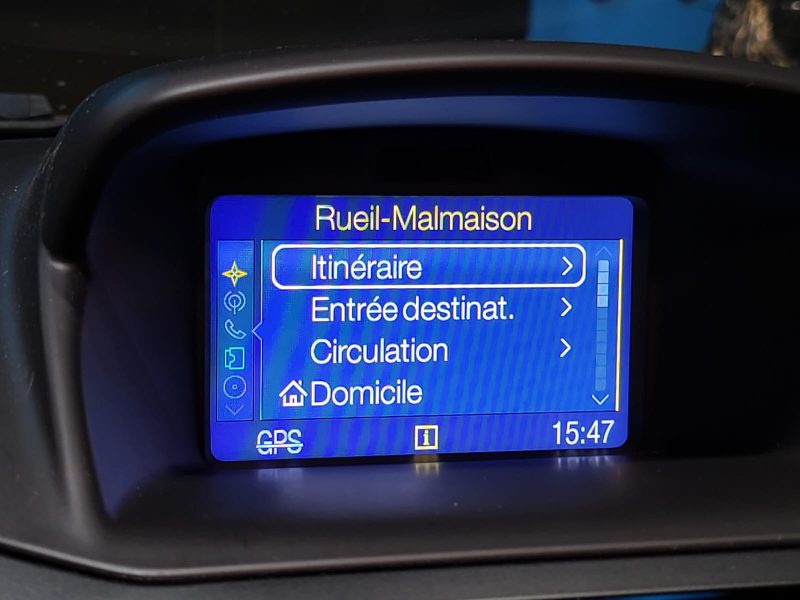 Rueil-Malmaison
Itinéraire
Entrée destinat.
Circulation
Domicile
GPS
i
15:47